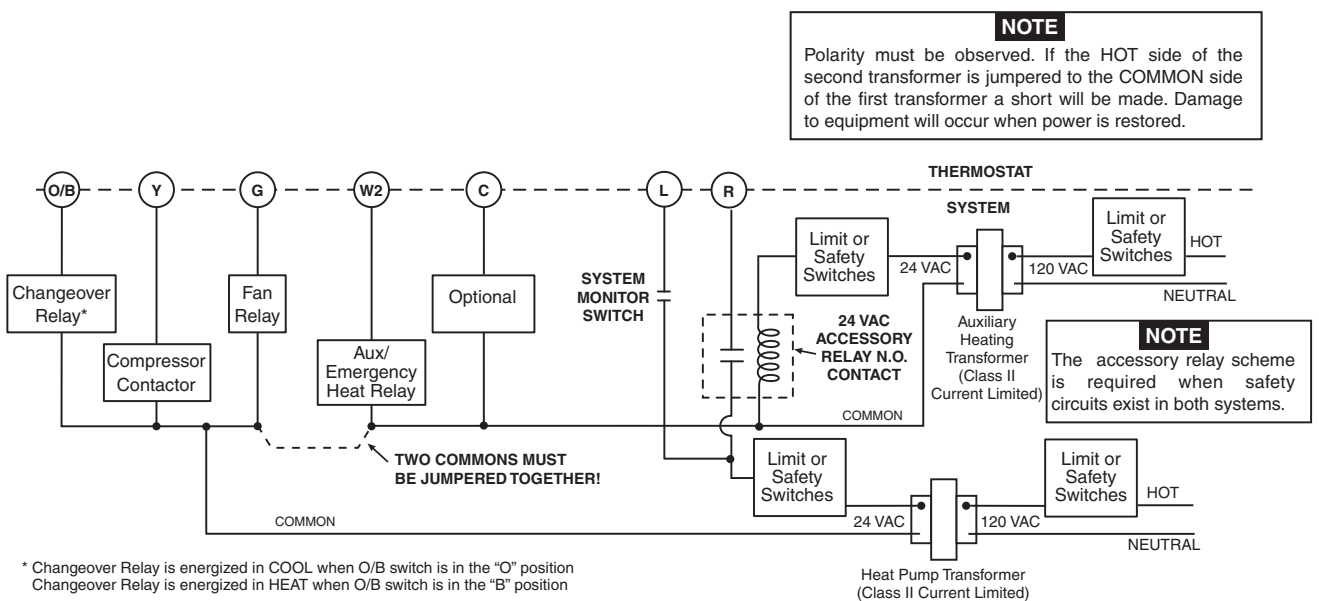 NOTE
Polarity must be observed. If the HOT side of the
second transformer is jumpered to the COMMON side
of the first transformer a short will be made. Damage
to equipment will occur when power is restored.
O/B
Y
G
W2
C
L
R
THERMOSTAT
SYSTEM
Changeover
Relay*
Compressor
Contactor
Fan
Relay
Aux/
Emergency
Heat Relay
Optional
SYSTEM
MONITOR
SWITCH
24 VAC
ACCESSORY
RELAY N.O.
CONTACT
Limit or
Safety
Switches
24 VAC
120 VAC
Limit or
Safety
Switches
HOT
NEUTRAL
Auxiliary
Heating
Transformer
(Class II
Current Limited)
NOTE
The accessory relay scheme
is required when safety
circuits exist in both systems.
COMMON
TWO COMMONS MUST
BE JUMPERED TOGETHER!
Limit or
Safety
Switches
24 VAC
120 VAC
Limit or
Safety
Switches
HOT
NEUTRAL
COMMON
Heat Pump Transformer
(Class II Current Limited)
* Changeover Relay is energized in COOL when O/B switch is in the “O” position
Changeover Relay is energized in HEAT when O/B switch is in the “B” position